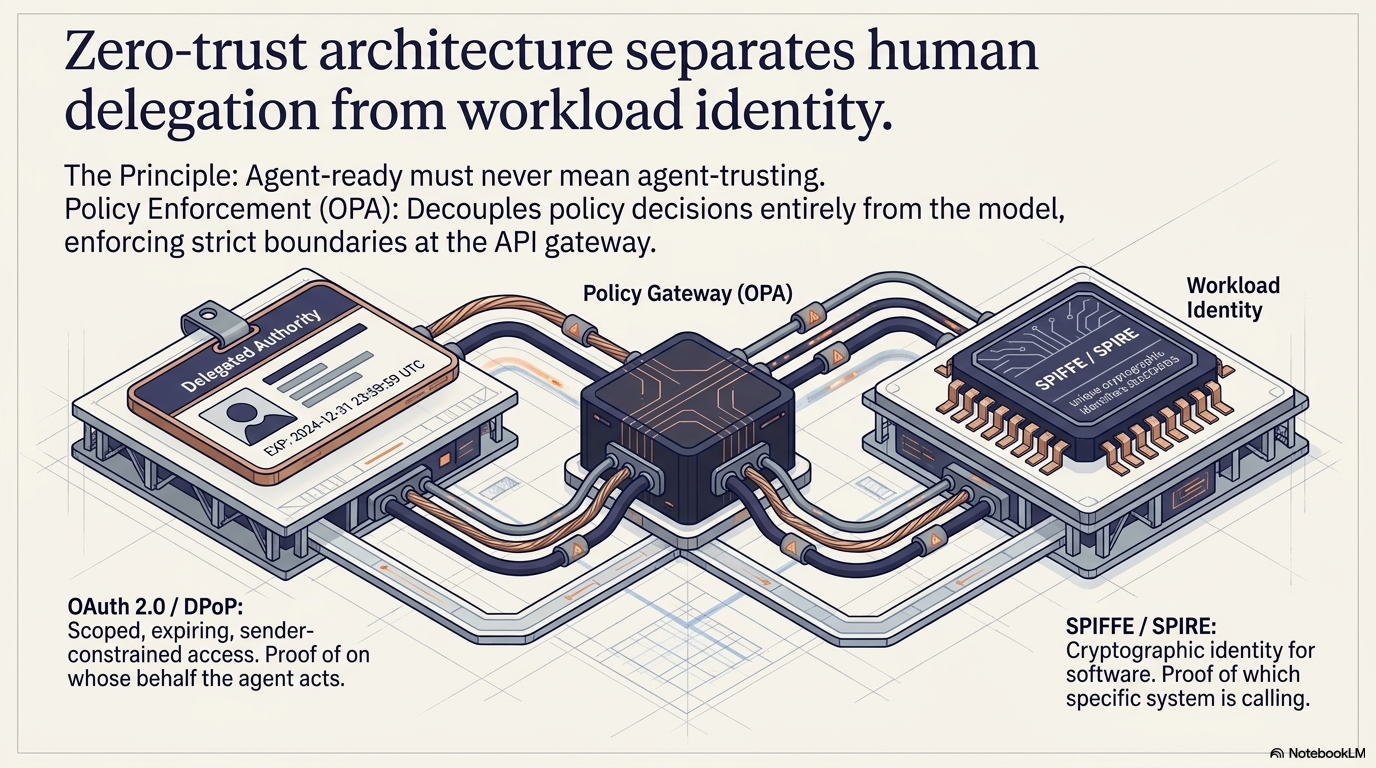 Zero-trust architecture separates human
delegation from workload identity.
The Principle: Agent-ready must never mean agent-trusting.
Policy Enforcement (OPA): Decouples policy decisions entirely from the model,
enforcing strict boundaries at the API gateway.
Policy Gateway (OPA)
Workload
Identity
Delegated Authority
EXP: 2024-12-31 23:59:59 UTC
SPIFFE / SPIRE
unique cryptographic
OAuth 2.0 / DPoP:
Scoped, expiring, sender-
constrained access. Proof of on
whose behalf the agent acts.
SPIFFE / SPIRE:
Cryptographic identity for
software. Proof of which
specific system is calling.
NotebookLM